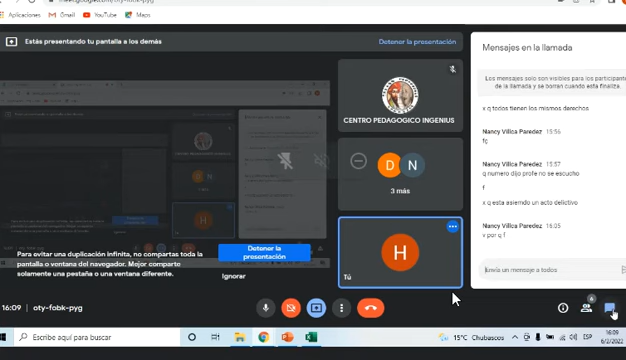 Aplicaciones
Gmail
YouTube
Maps
Estás presentando tu pantalla a los demás
Detener la presentación
CENTRO PEDAGOGICO INGENIUS
D
N
3 más
Para evitar una duplicación infinita, no compartas toda la
pantalla o ventana del navegador. Mejor comparte
solamente una pestaña o una ventana diferente.
Detener la
presentación
Ignorar
H
Tú
Mensajes en la llamada
Los mensajes solo son visibles para los participante
de la llamada y se borran cuando esta finaliza.
x q todos tienen los mismos derechos
Nancy Villca Paredez 15:56
fg
Nancy Villca Paredez 15:57
q numero dijo profe no se escucho
f
x q esta asiemdo un acto delictivo
Nancy Villca Paredez 16:05
v por q f
Envía un mensaje a todos
16:09 oty-fobk-pyg
6
Escribe aquí para buscar
15°C Chubascos
ESP
16:09
6/2/2022